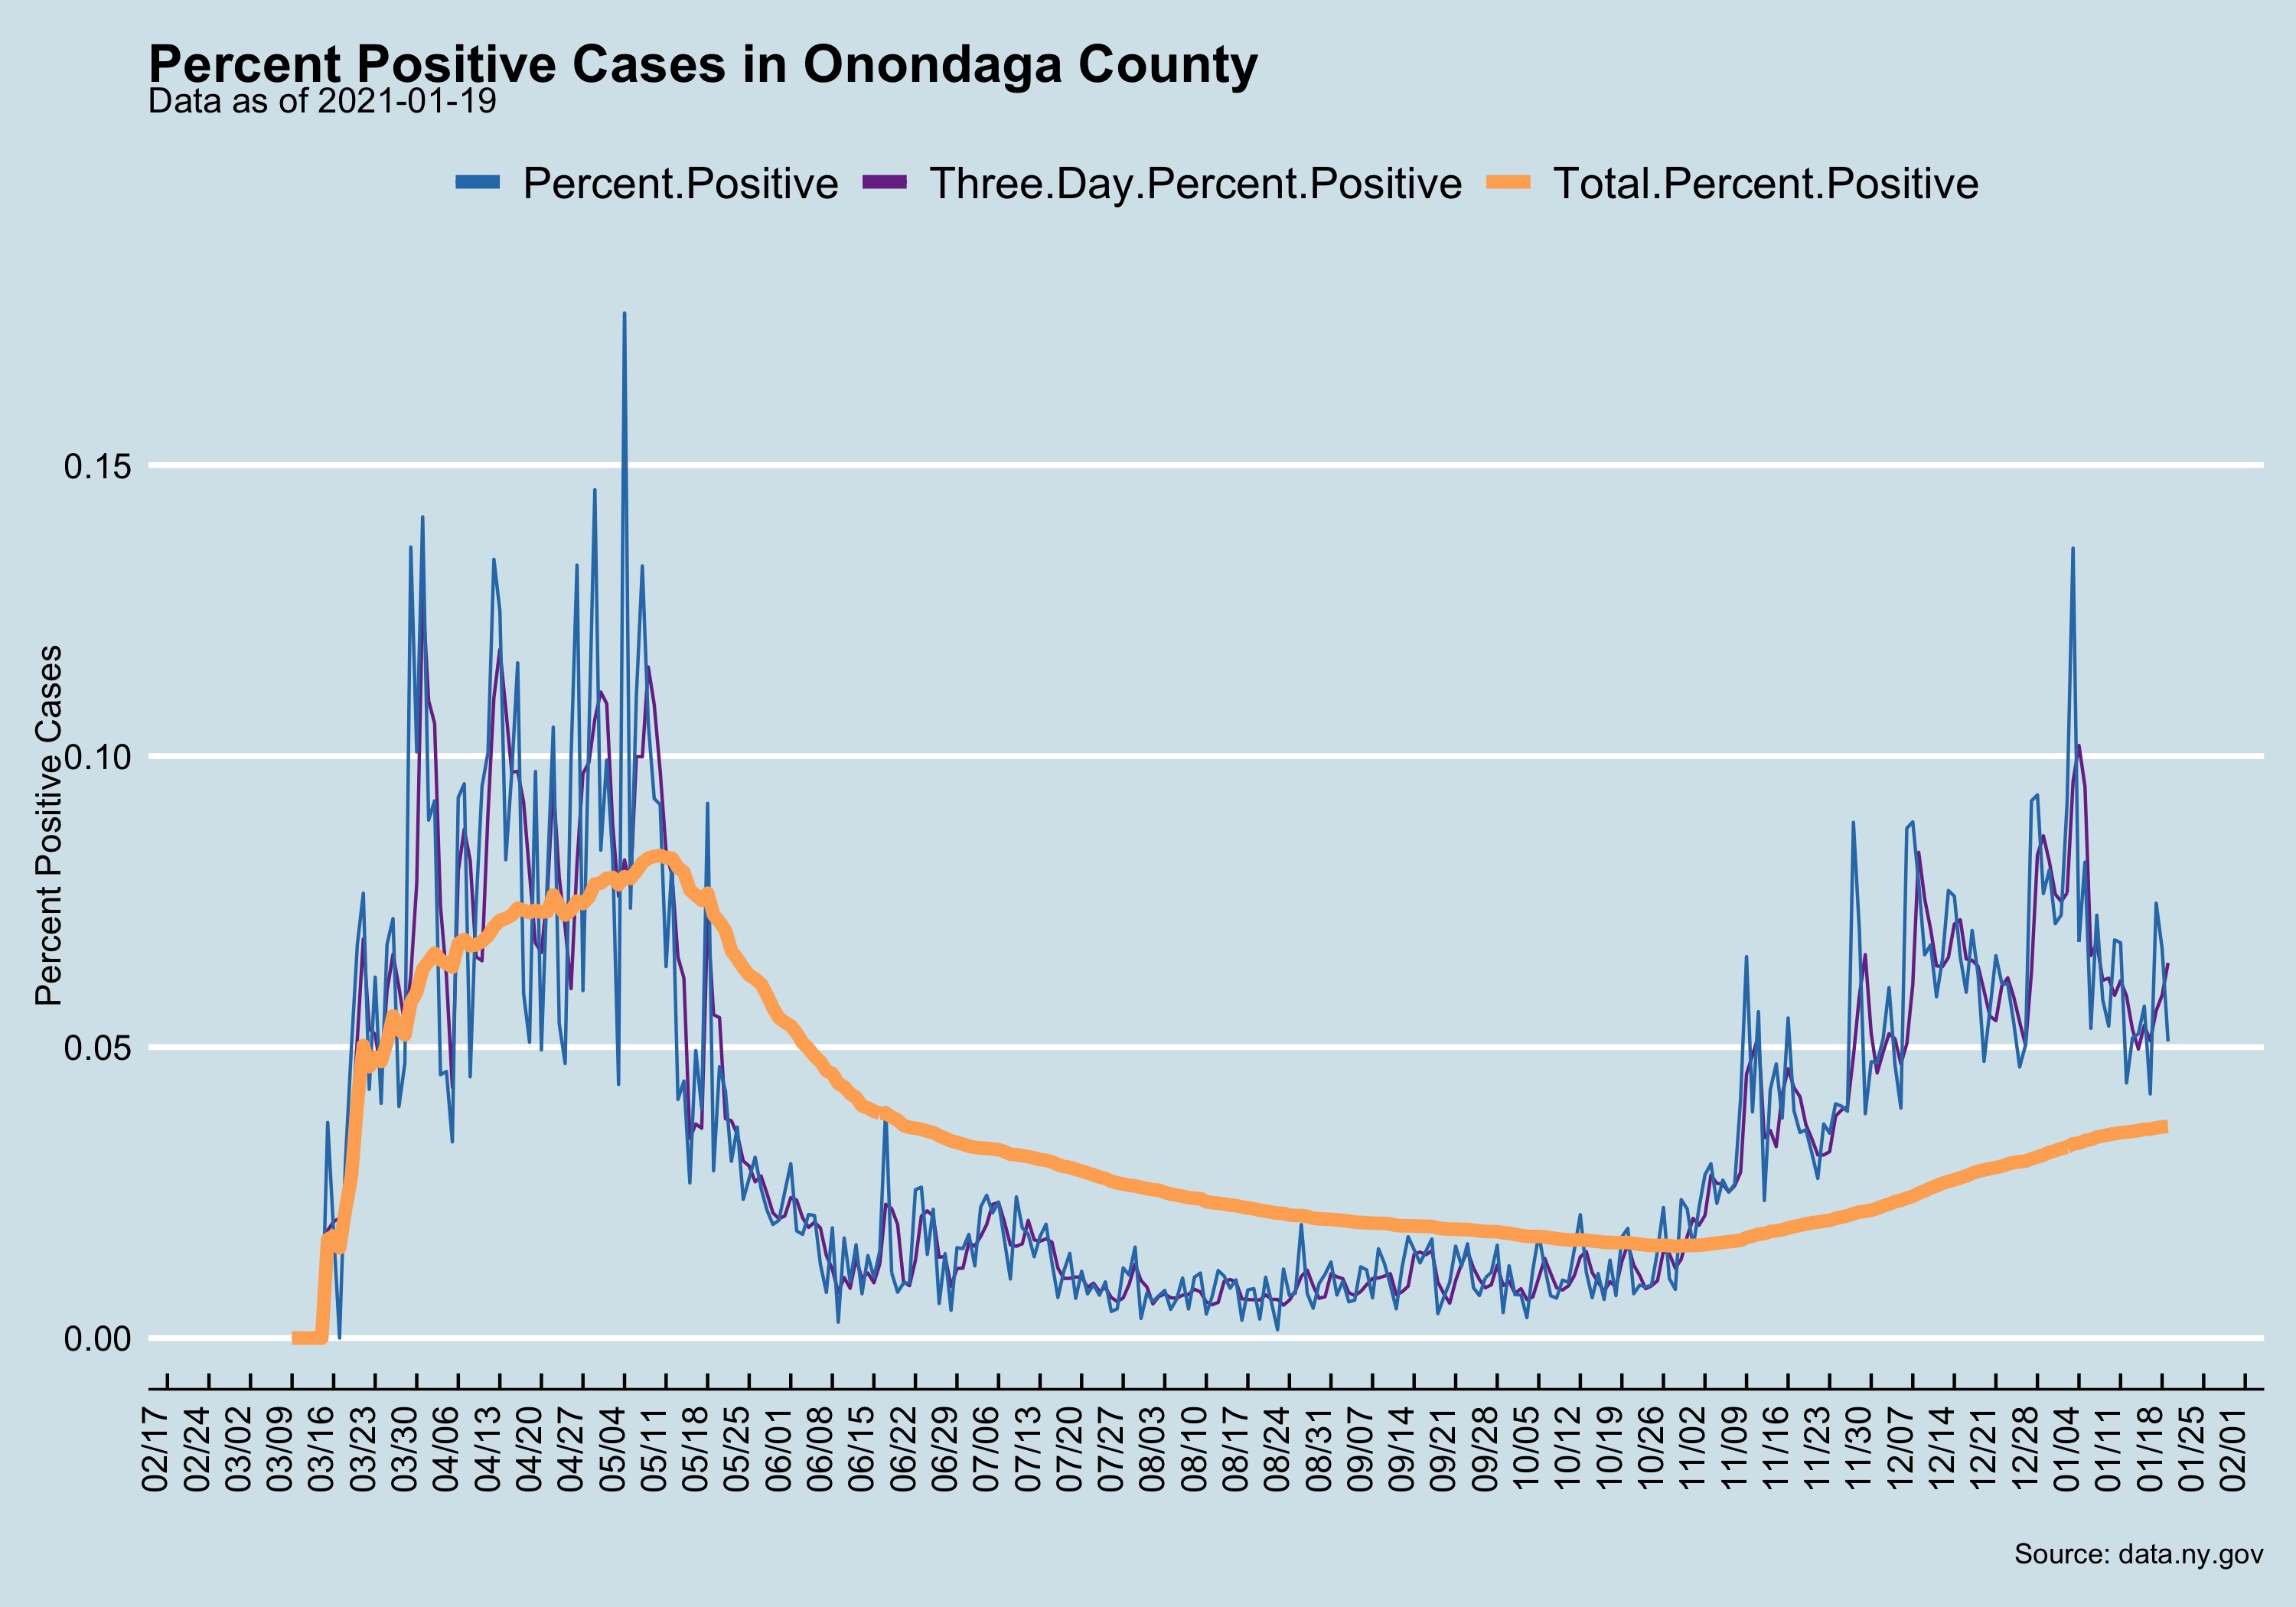 Percent Positive Cases in Onondaga County
Data as of 2021-01-19
Percent.Positive Three.Day.Percent.Positive Total.Percent.Positive
Percent Positive Cases
0.15
0.10
0.05
0.00
02/17 02/24 03/02 03/09 03/16 03/23 03/30 04/06 04/13 04/20 04/27 05/04 05/11 05/18 05/25 06/01 06/08 06/15 06/22 06/29 07/06 07/13 07/20 07/27 08/03 08/10 08/17 08/24 08/31 09/07 09/14 09/21 09/28 10/05 10/12 10/19 10/26 11/02 11/09 11/16 11/23 11/30 12/07 12/14 12/21 12/28 01/04 01/11 01/18 01/25 02/01
Source: data.ny.gov